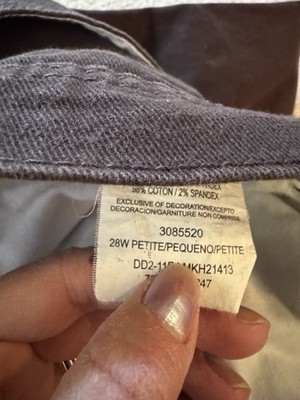 98% COTTON / 2% SPANDEX
EXCLUSIVE OF DECORATION/EXCEPTO
DECORACION/GARNITURE NON COMPRISE
3085520
28W PETITE/PEQUENO/PETITE